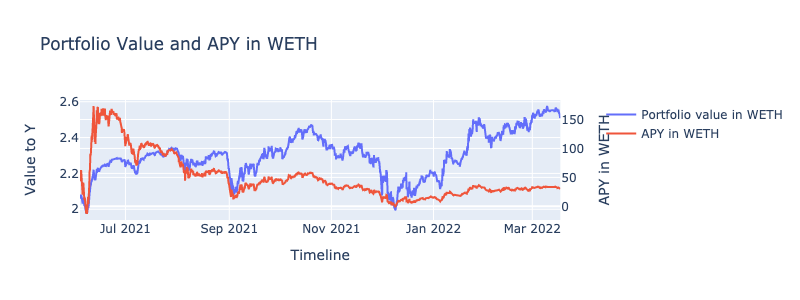 Portfolio Value and APY in WETH
Value to Y
2.6
2.4
2.2
2
150
100
50
0
APY in WETH
Portfolio value in WETH
APY in WETH
Jul 2021
Sep 2021
Nov 2021
Jan 2022
Mar 2022
Timeline